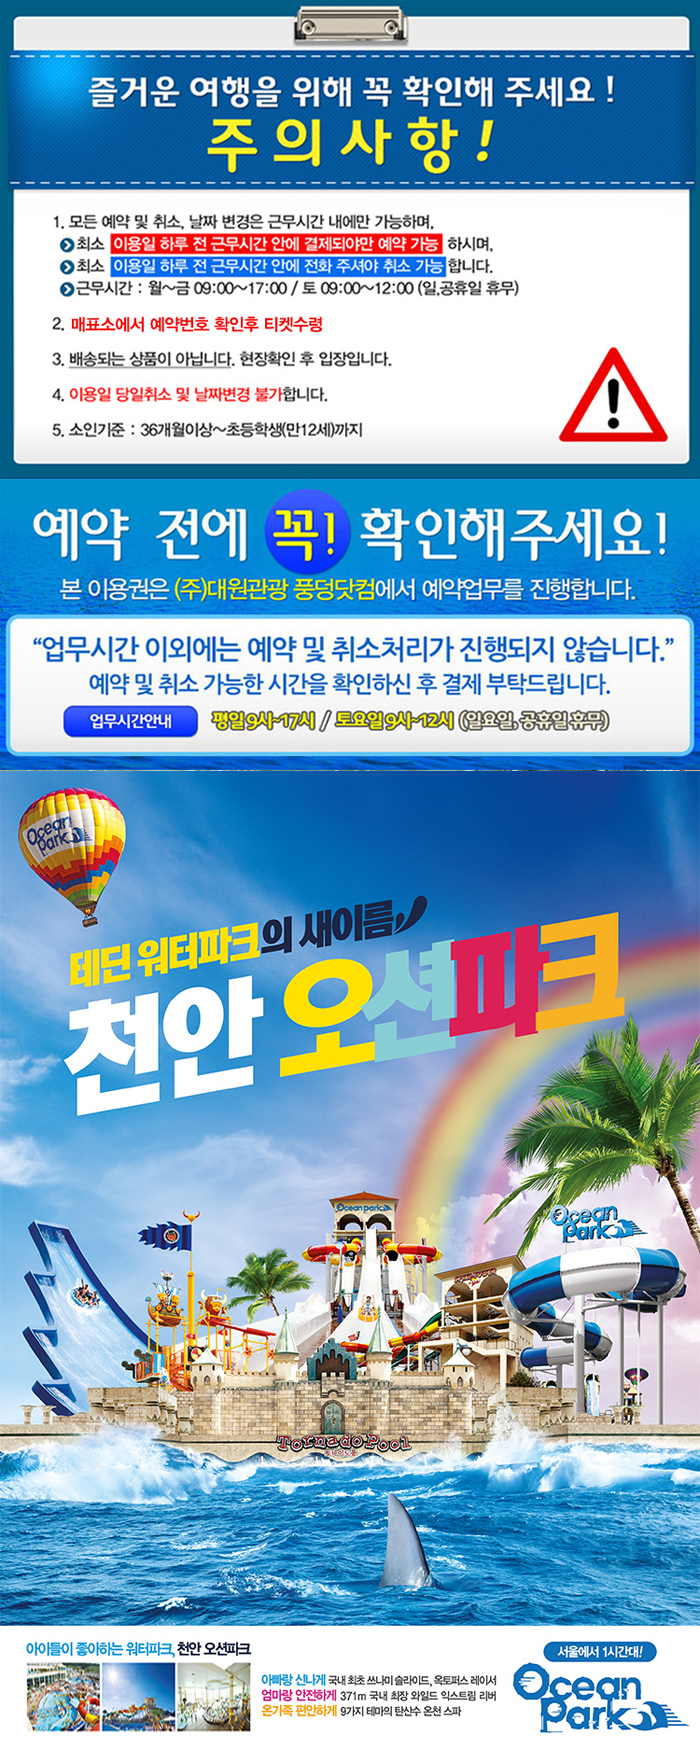 즐거운 여행을 위해 꼭 확인해 주세요 !
주의사항!
1. 모든 예약 및 취소, 날짜 변경은 근무시간 내에만 가능하며,
최소 이용일 하루 전 근무시간 안에 결제되야만 예약 가능 하시며,
최소 이용일 하루 전 근무시간 안에 전화 주셔야 취소 가능 합니다.
근무시간 : 월~금 09:00~17:00 / 토 09:00~12:00 (일,공휴일 휴무)
2. 매표소에서 예약번호 확인후 티켓수령
3. 배송되는 상품이 아닙니다. 현장확인 후 입장입니다.
4. 이용일 당일취소 및 날짜변경 불가합니다.
5. 소인기준 : 36개월이상~초등학생(만12세)까지
예약 전에 꼭! 확인해주세요!
본 이용권은 (주)대원관광 풍덩닷컴에서 예약업무를 진행합니다.
“업무시간 이외에는 예약 및 취소처리가 진행되지 않습니다.”
예약 및 취소 가능한 시간을 확인하신 후 결제 부탁드립니다.
업무시간안내 평일9시~17시 / 토요일9시~12시 (일요일,공휴일휴무)
Ocean Park
테딘 워터파크의 새이름
천안 오션파크
Ocean park
Ocean Park
Tornado Pool
토네이도풀
아이들이 좋아하는 워터파크, 천안 오션파크
서울에서 1시간대!
아빠랑 신나게 국내 최초 쓰나미 슬라이드, 옥토퍼스 레이서
엄마랑 안전하게 371m 국내 최장 와일드 익스트림 리버
온가족 편안하게 9가지 테마의 탄산수 온천 스파
Ocean Park